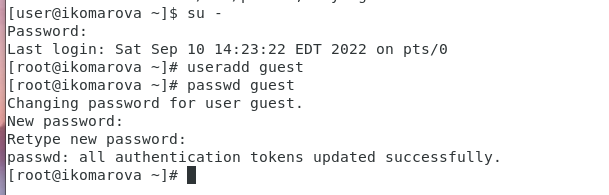 [user@ikomarova ~]$ su -
Password:
Last login: Sat Sep 10 14:23:22 EDT 2022 on pts/0
[root@ikomarova ~]# useradd guest
[root@ikomarova ~]# passwd guest
Changing password for user guest.
New password:
Retype new password:
passwd: all authentication tokens updated successfully.
[root@ikomarova ~]#